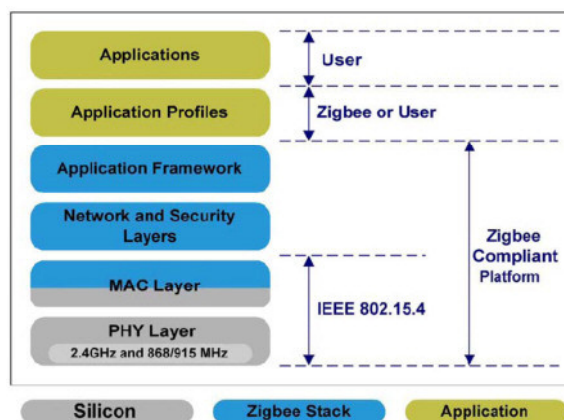 Applications
User
Application Profiles
Zigbee or User
Application Framework
Network and Security
Layers
Zigbee
Compliant
Platform
MAC Layer
IEEE 802.15.4
PHY Layer
2.4GHz and 868/915 MHz
Silicon
Zigbee Stack
Application